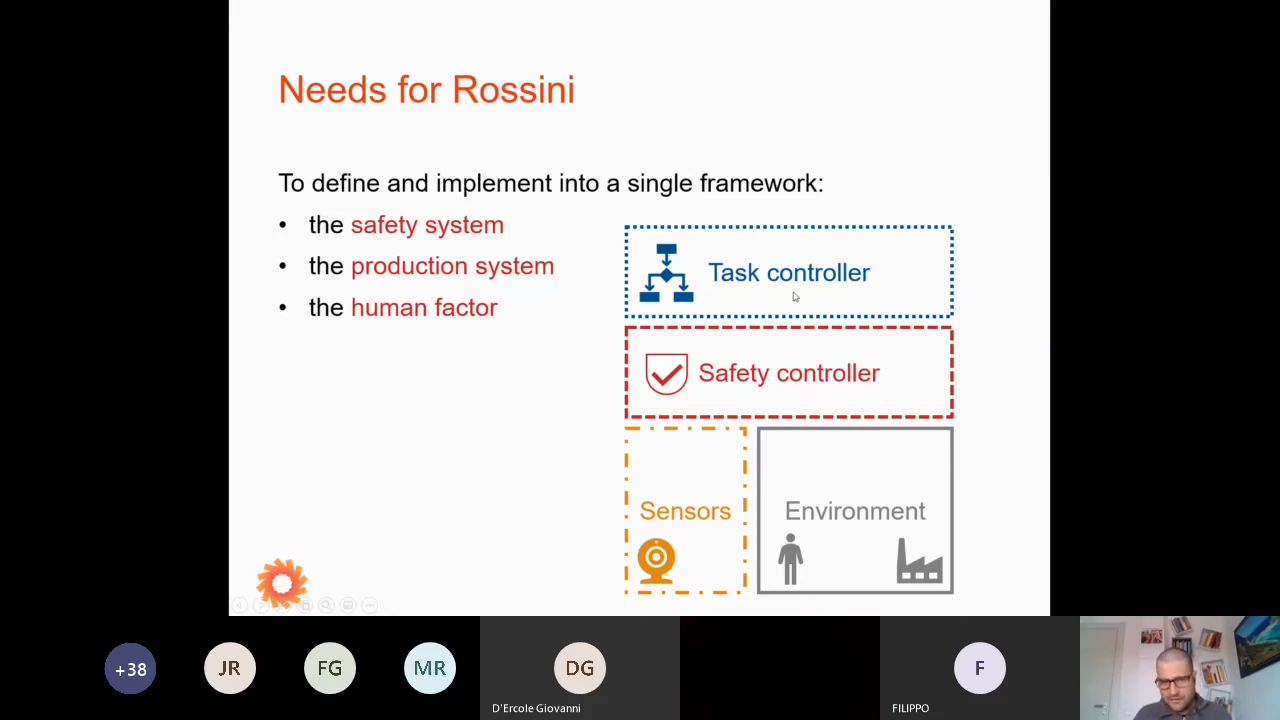 Needs for Rossini
To define and implement into a single framework:
• the safety system
• the production system
• the human factor
Task controller
Safety controller
Sensors
Environment
+38
JR
FG
MR
DG
F
D'Ercole Giovanni
FILIPPO